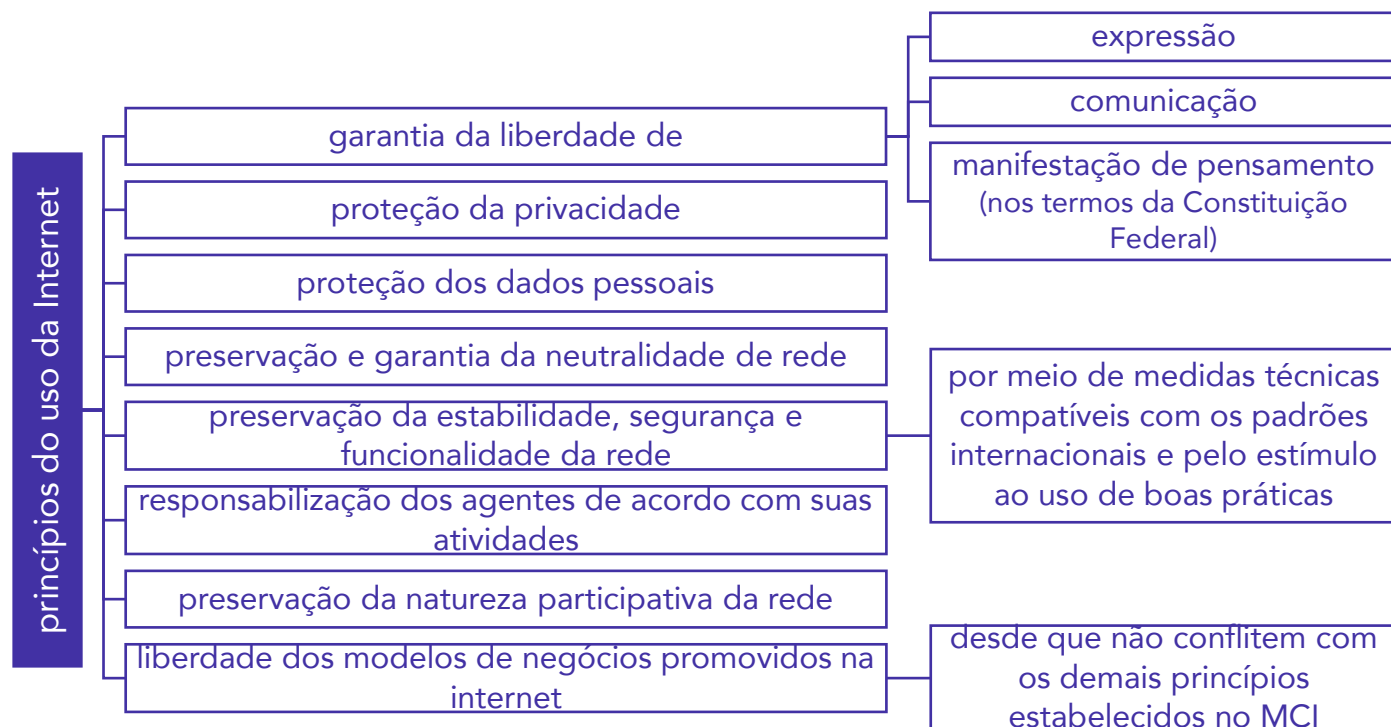 princípios do uso da Internet
garantia da liberdade de
expressão
comunicação
manifestação de pensamento
(nos termos da Constituição
Federal)
proteção da privacidade
proteção dos dados pessoais
preservação e garantia da neutralidade de rede
preservação da estabilidade, segurança e
funcionalidade da rede
por meio de medidas técnicas
compatíveis com os padrões
internacionais e pelo estímulo
ao uso de boas práticas
responsabilização dos agentes de acordo com suas
atividades
preservação da natureza participativa da rede
liberdade dos modelos de negócios promovidos na
internet
desde que não conflitem com
os demais princípios
estabelecidos no MCI